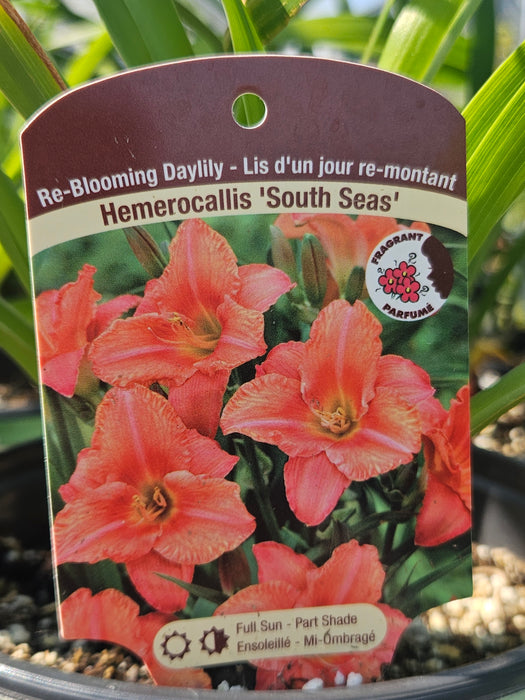 Re-Blooming Daylily - Lis d'un jour re-montant
Hemerocallis 'South Seas'
FRAGRANT
PARFUMÉ
Full Sun - Part Shade
Ensoleillé - Mi-Ombragé